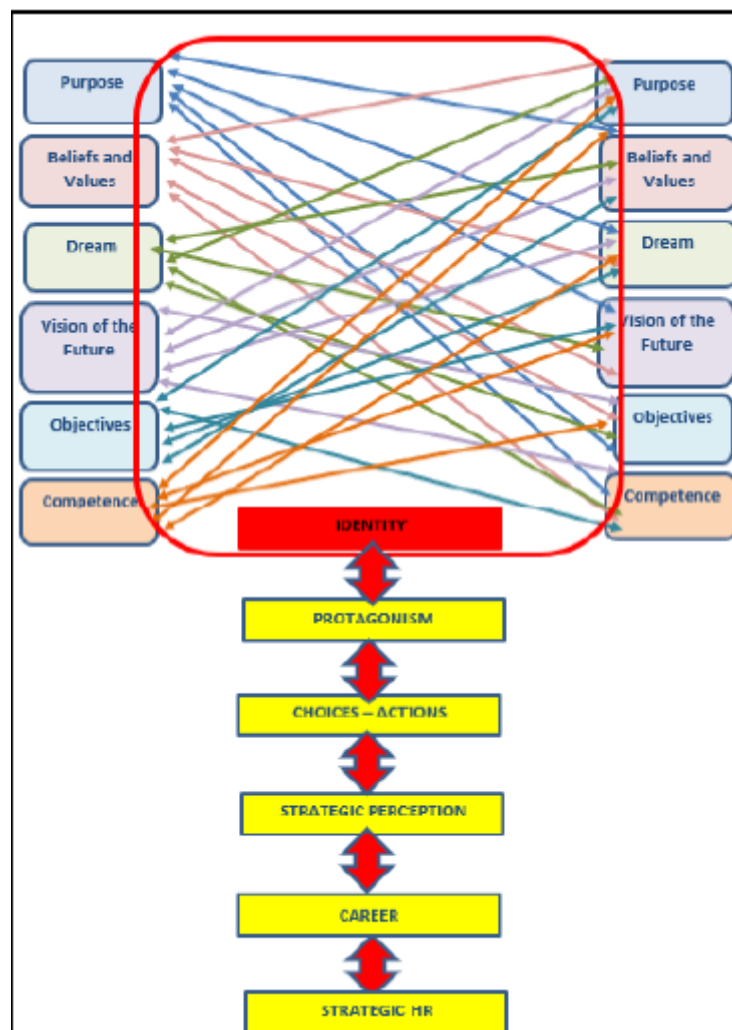 Purpose
Beliefs and
Values
Dream
Vision of the
Future
Objectives
Competence
Purpose
Beliefs and
Values
Dream
Vision of the
Future
Objectives
Competence
IDENTITY
PROTAGONISM
CHOICES – ACTIONS
STRATEGIC PERCEPTION
CAREER
STRATEGIC HR